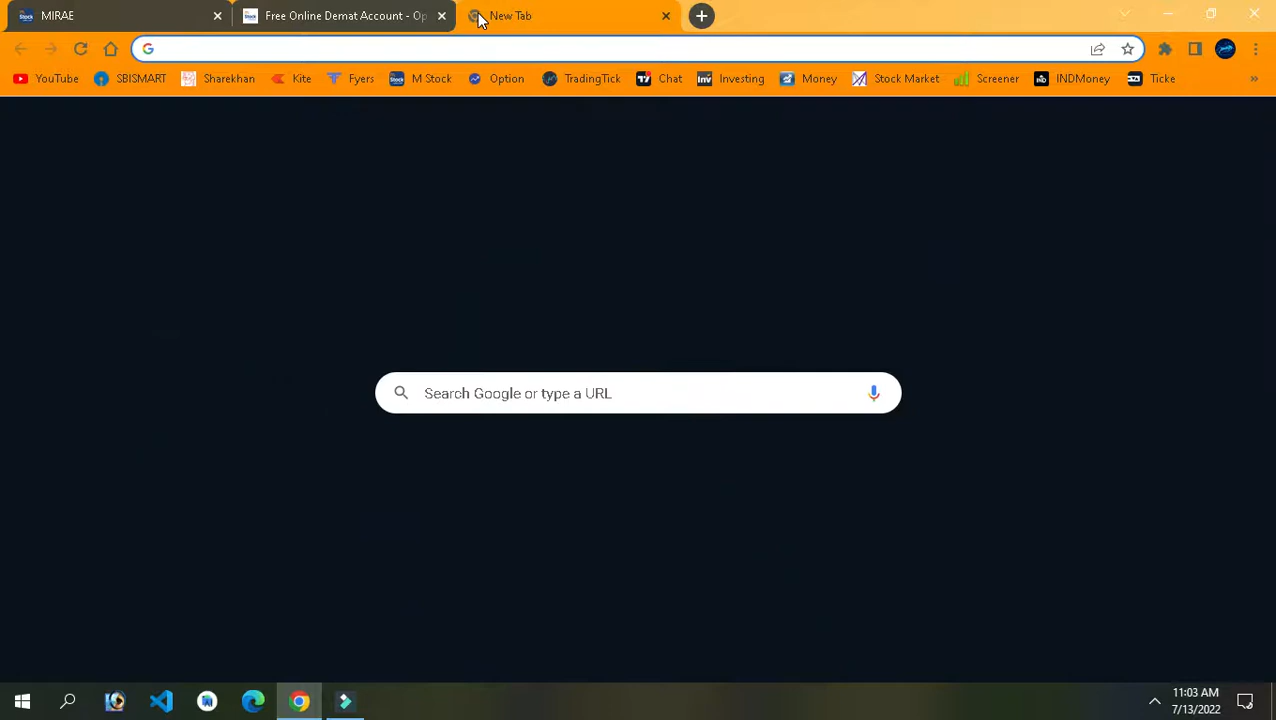 MIRAE
Free Online Demat Account - Op
New Tab
YouTube SBISMART Sharekhan Kite Fyers M Stock Option TradingTick Chat Investing Money Stock Market Screener INDMoney Ticke »
Search Google or type a URL
11:03 AM
7/13/2022